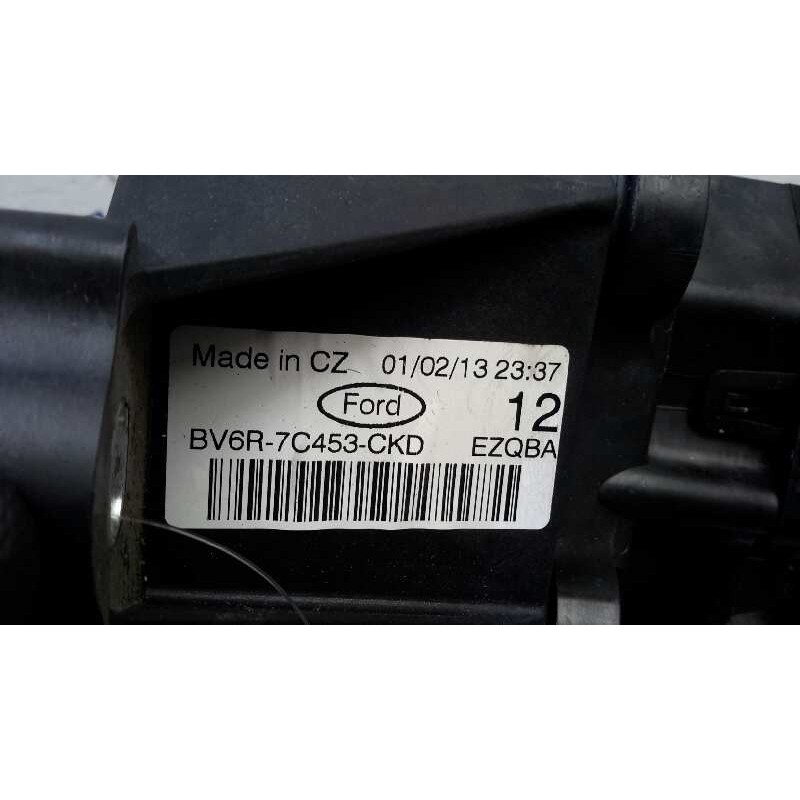 Made in CZ 01/02/13 23:37
Ford 12
BV6R-7C453-CKD EZQBA